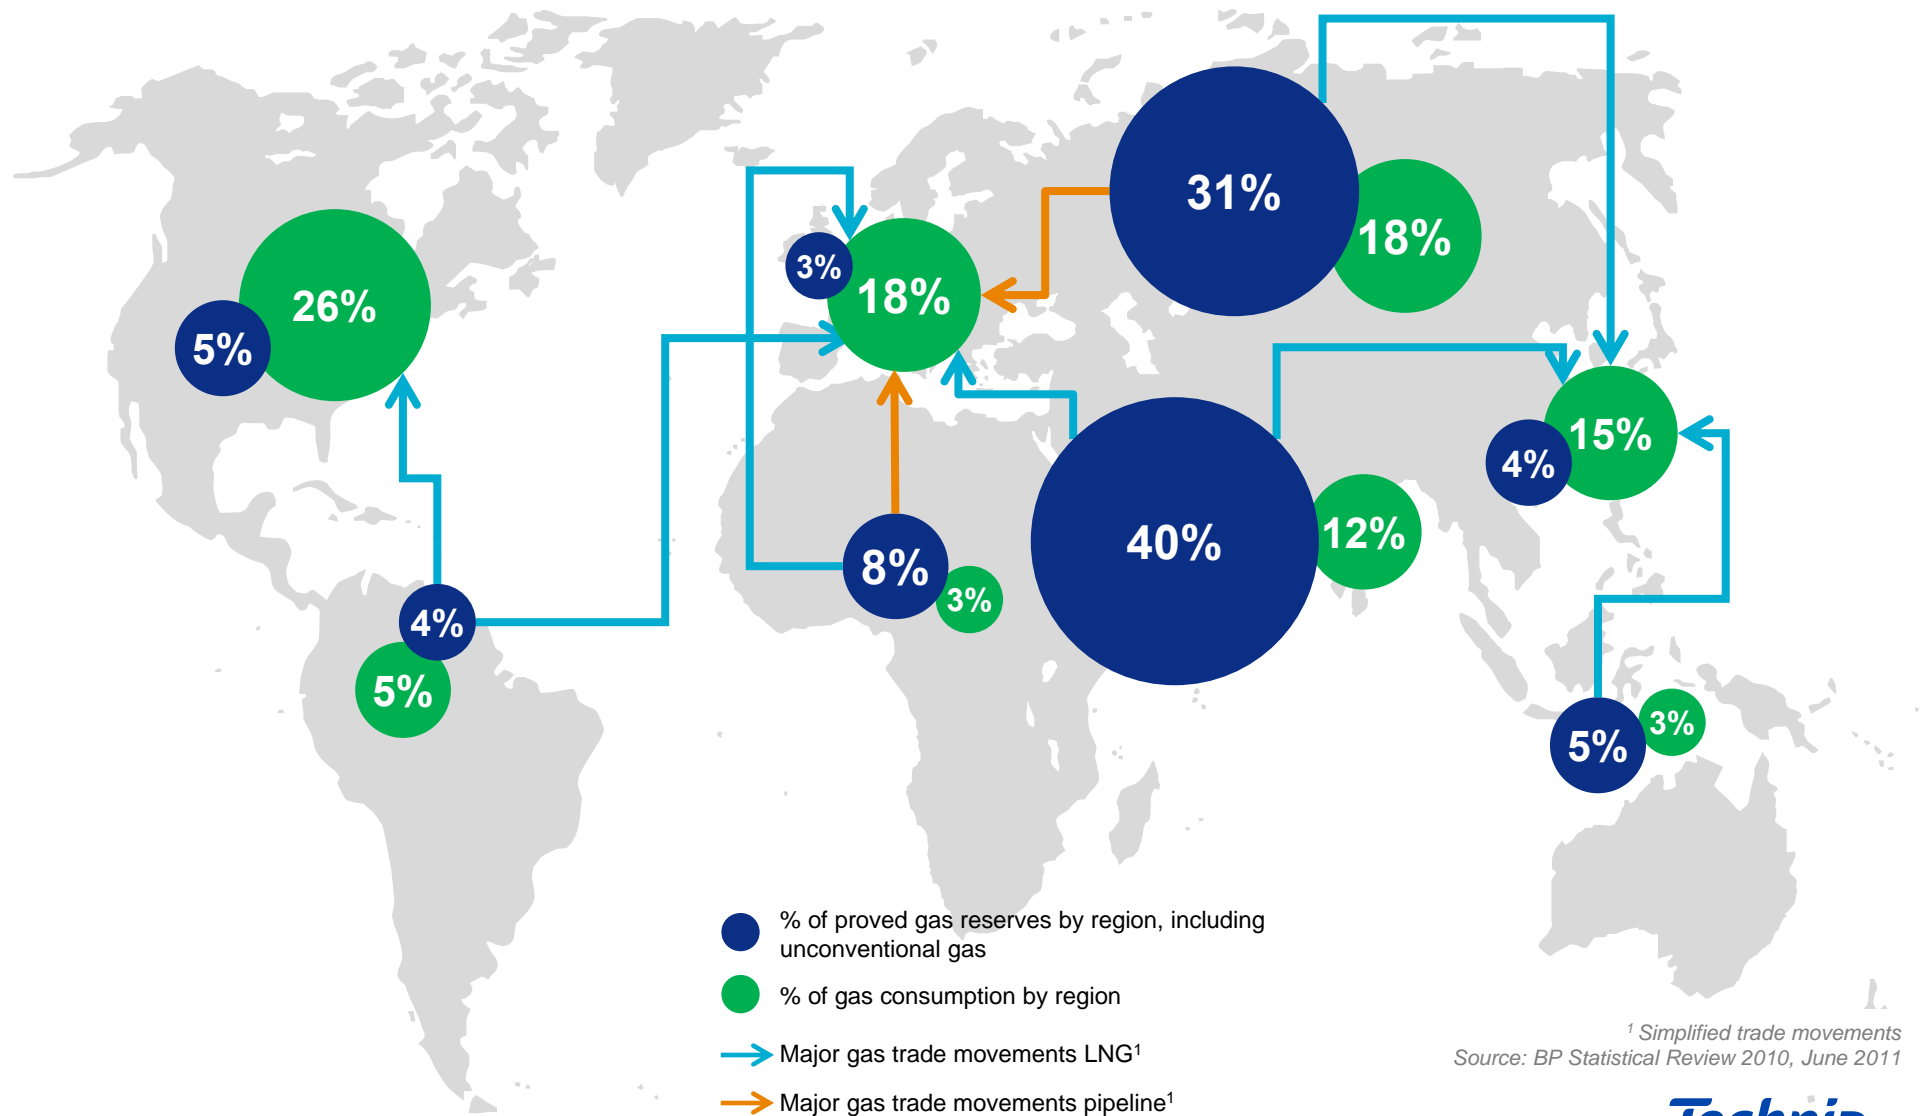 31%
18%
3%
18%
26%
5%
15%
4%
40%
12%
8%
3%
4%
5%
5%
3%
% of proved gas reserves by region, including
unconventional gas
% of gas consumption by region
Major gas trade movements LNG¹
Major gas trade movements pipeline¹
¹ Simplified trade movements
Source: BP Statistical Review 2010, June 2011